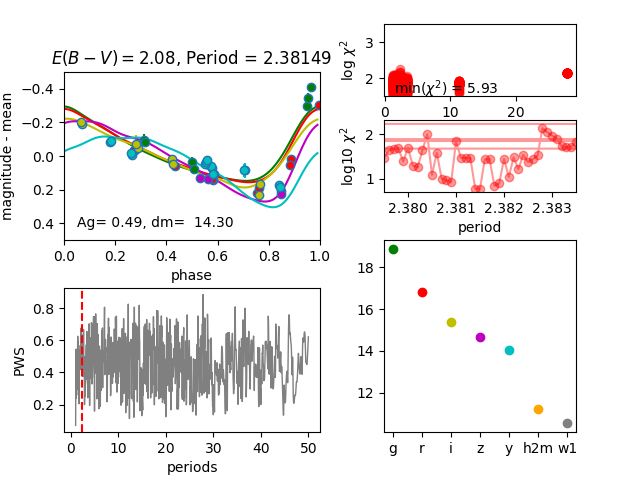 E(B − V) = 2.08, Period = 2.38149
magnitude - mean
−0.4
−0.2
0.0
0.2
0.4
Ag= 0.49, dm=  14.30
0.0 0.2 0.4 0.6 0.8 1.0
phase
log χ²
3
2
min(χ²) = 5.93
0 10 20
log10 χ²
2
1
2.380 2.381 2.382 2.383
period
PWS
0.8
0.6
0.4
0.2
0 10 20 30 40 50
periods
18
16
14
12
g r i z y h2m w1